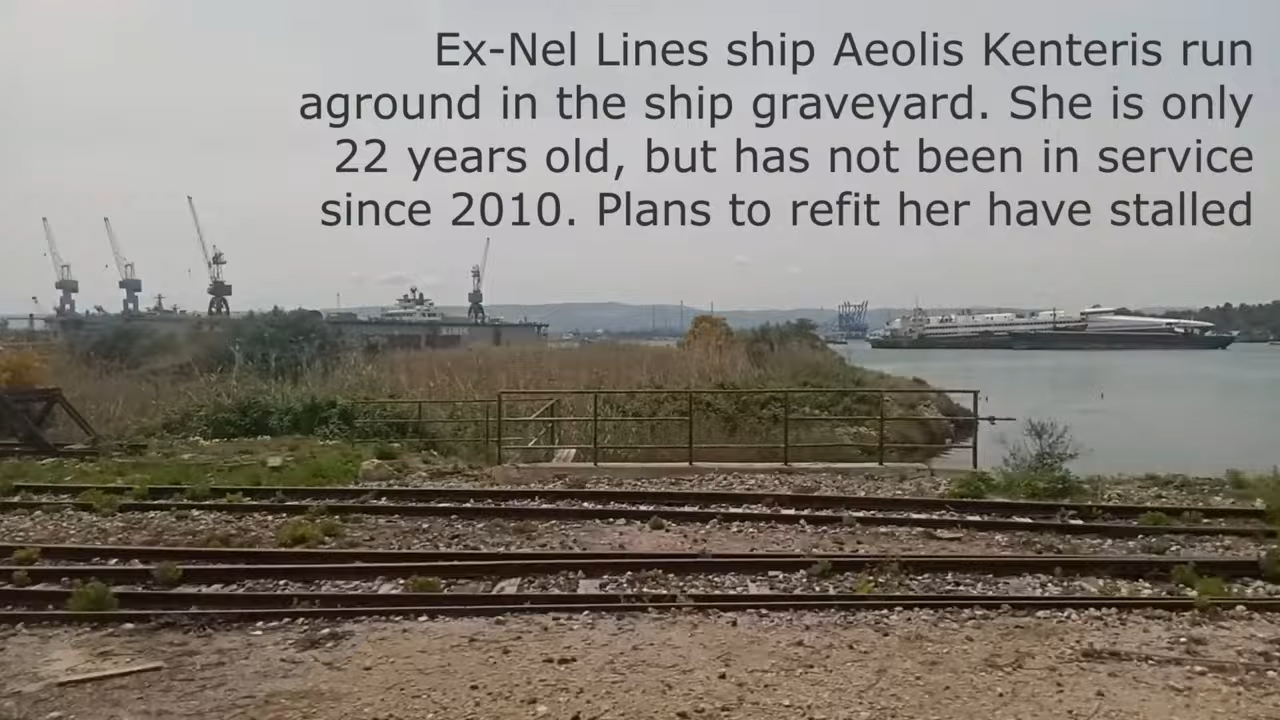 Ex-Nel Lines ship Aeolis Kenteris run
aground in the ship graveyard. She is only
22 years old, but has not been in service
since 2010. Plans to refit her have stalled